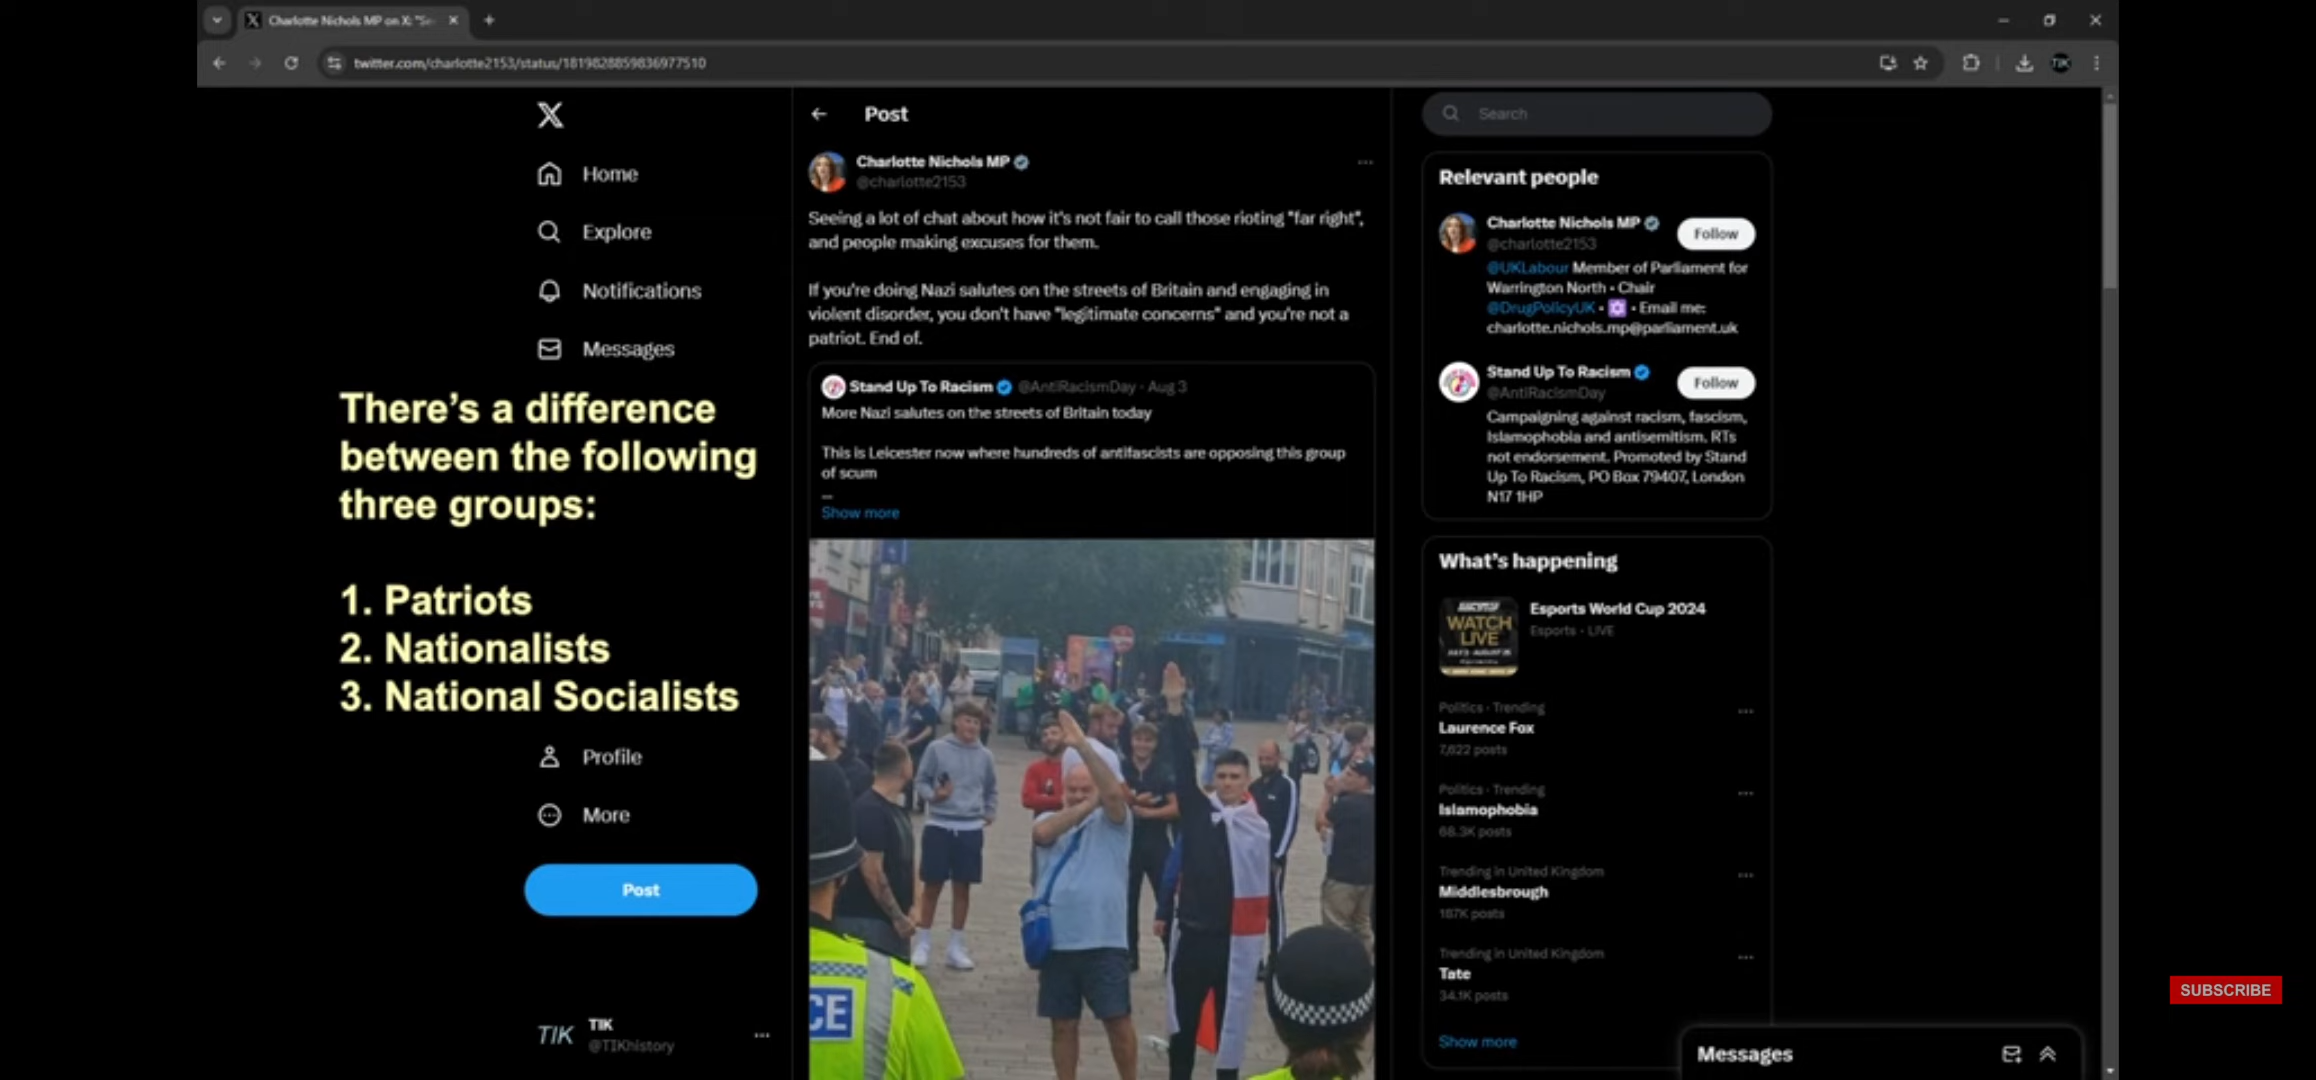 Charlotte Nichols MP on X: "Se
twitter.com/charlotte2153/status/1819828859836977510
TIK
X
Home
Explore
Notifications
Messages
There's a difference
between the following
three groups:
1. Patriots
2. Nationalists
3. National Socialists
Profile
More
Post
TIK
TIK
@TIKhistory
Post
Charlotte Nichols MP
@charlotte2153
Seeing a lot of chat about how it's not fair to call those rioting "far right",
and people making excuses for them.
If you're doing Nazi salutes on the streets of Britain and engaging in
violent disorder, you don't have "legitimate concerns" and you're not a
patriot. End of.
Stand Up To Racism @AntiRacismDay · Aug 3
More Nazi salutes on the streets of Britain today
This is Leicester now where hundreds of antifascists are opposing this group
of scum
—
Show more
CE
Search
Relevant people
Charlotte Nichols MP
@charlotte2153
Follow
@UKLabour Member of Parliament for
Warrington North • Chair
@DrugPolicyUK • ✡ • Email me:
charlotte.nichols.mp@parliament.uk
Stand Up To Racism
@AntiRacismDay
Follow
Campaigning against racism, fascism,
Islamophobia and antisemitism. RTs
not endorsement. Promoted by Stand
Up To Racism, PO Box 79407, London
N17 1HP
What's happening
WATCH
LIVE
Esports World Cup 2024
Esports · LIVE
Politics · Trending
Laurence Fox
7,622 posts
Politics · Trending
Islamophobia
68.3K posts
Trending in United Kingdom
Middlesbrough
187K posts
Trending in United Kingdom
Tate
34.1K posts
Show more
Messages
SUBSCRIBE